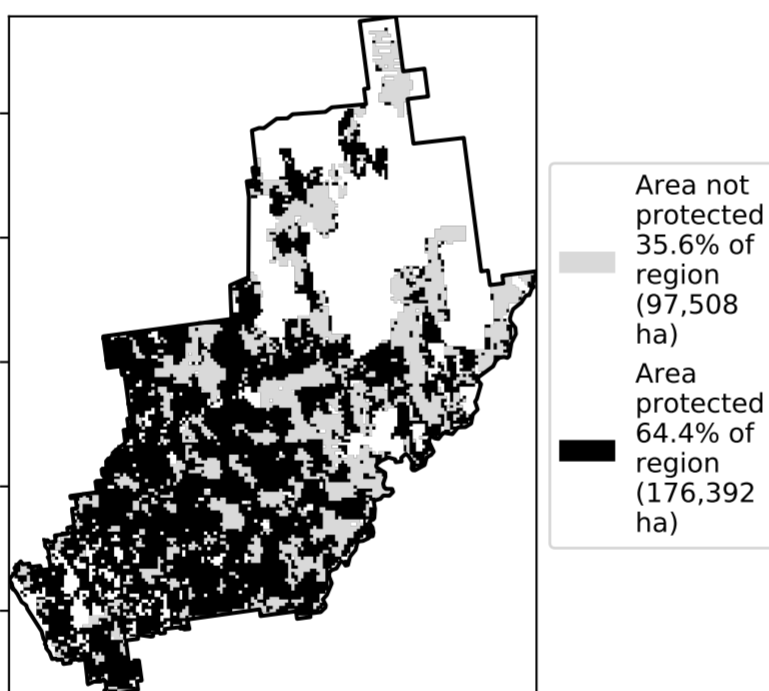 Area not
protected
35.6% of
region
(97,508
ha)
Area
protected
64.4% of
region
(176,392
ha)